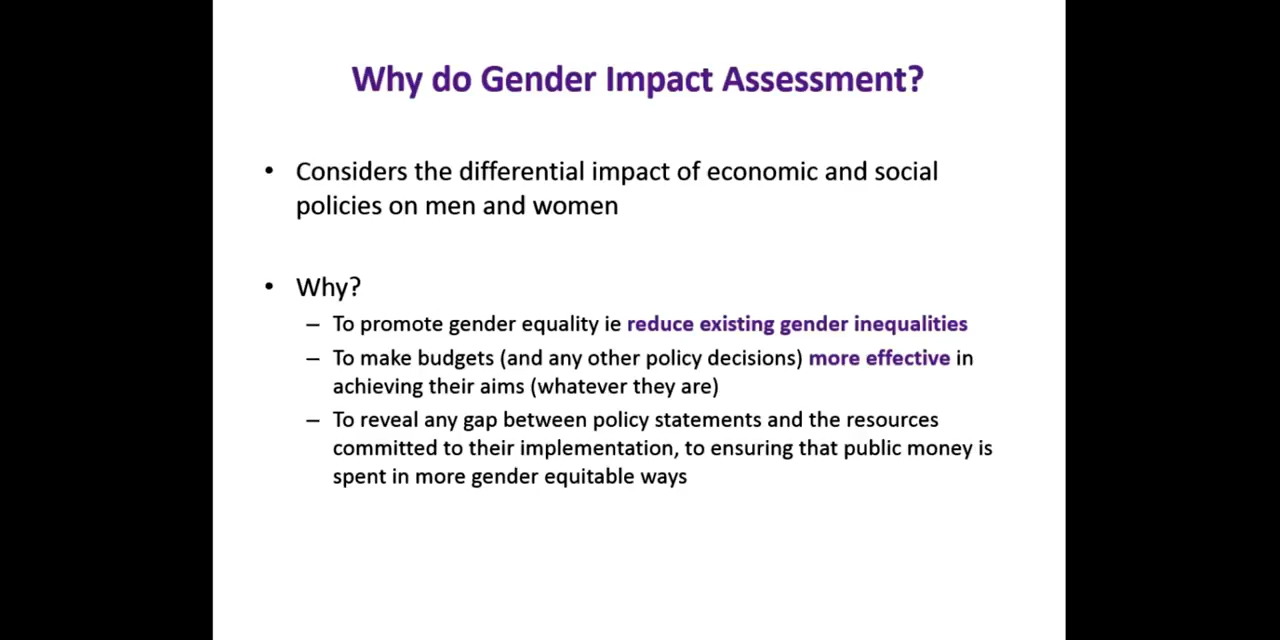 Why do Gender Impact Assessment?
• Considers the differential impact of economic and social
policies on men and women
• Why?
– To promote gender equality ie reduce existing gender inequalities
– To make budgets (and any other policy decisions) more effective in
achieving their aims (whatever they are)
– To reveal any gap between policy statements and the resources
committed to their implementation, to ensuring that public money is
spent in more gender equitable ways